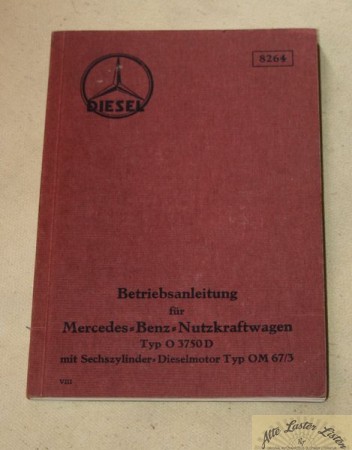 8264
DIESEL
Betriebsanleitung
für
Mercedes-Benz-Nutzkraftwagen
Typ O 3750 D
mit Sechszylinder-Dieselmotor Typ OM 67/3
VIII
Alte Laster Listen